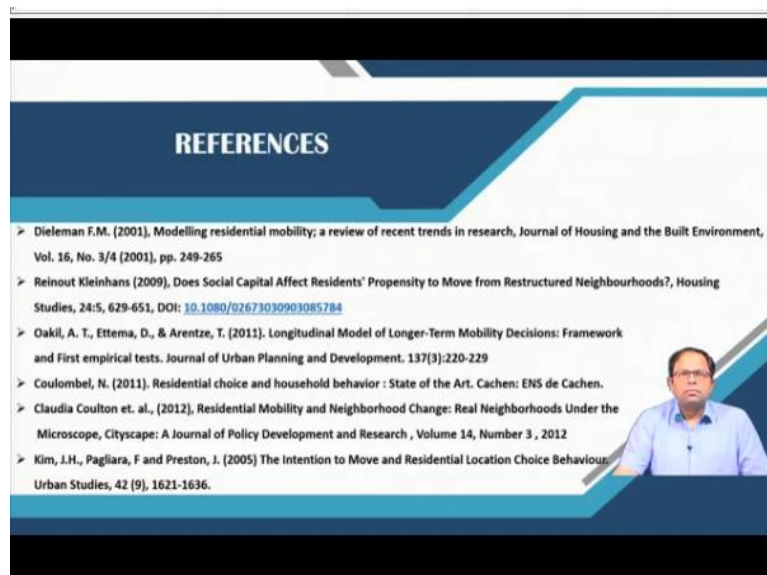 REFERENCES
➤ Dieleman F.M. (2001), Modelling residential mobility; a review of recent trends in research, Journal of Housing and the Built Environment,
Vol. 16, No. 3/4 (2001), pp. 249-265
➤ Reinout Kleinhans (2009), Does Social Capital Affect Residents' Propensity to Move from Restructured Neighbourhoods?, Housing
Studies, 24:5, 629-651, DOI: 10.1080/02673030903085784
➤ Oakil, A. T., Ettema, D., & Arentze, T. (2011). Longitudinal Model of Longer-Term Mobility Decisions: Framework
and First empirical tests. Journal of Urban Planning and Development. 137(3):220-229
➤ Coulombel, N. (2011). Residential choice and household behavior : State of the Art. Cachen: ENS de Cachen.
➤ Claudia Coulton et. al., (2012), Residential Mobility and Neighborhood Change: Real Neighborhoods Under the
Microscope, Cityscape: A Journal of Policy Development and Research , Volume 14, Number 3 , 2012
➤ Kim, J.H., Pagliara, F and Preston, J. (2005) The Intention to Move and Residential Location Choice Behaviour.
Urban Studies, 42 (9), 1621-1636.